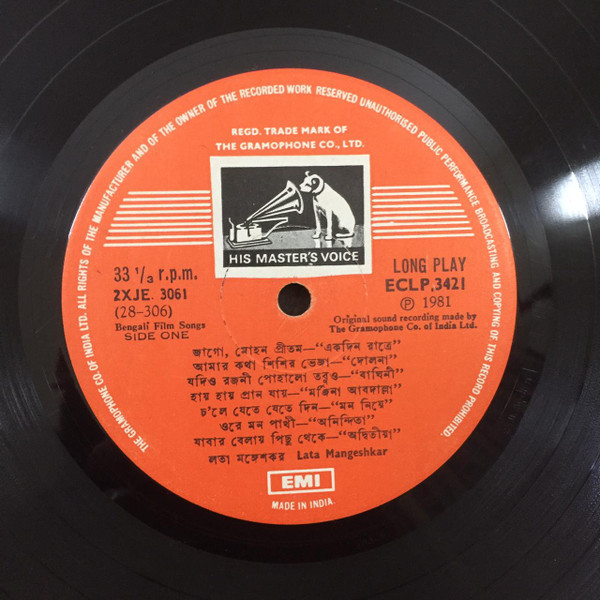 THE GRAMOPHONE CO. OF INDIA LTD. ALL RIGHTS OF THE MANUFACTURER AND OF THE OWNER OF THE RECORDED WORK RESERVED UNAUTHORISED PUBLIC PERFORMANCE BROADCASTING AND COPYING OF THIS RECORD PROHIBITED.
REGD. TRADE MARK OF
THE GRAMOPHONE CO., LTD.
HIS MASTER'S VOICE
33 1/3 r.p.m.
2XJE. 3061
(28-306)
Bengali Film Songs
SIDE ONE
LONG PLAY
ECLP,3421
Ⓟ 1981
Original sound recording made by
The Gramophone Co. of India Ltd.
জাগো, মোহন প্রীতম—“একদিন রাত্রে”
আমার কথা শিশির ভেজা—“দোলনা”
যদিও রজনী পোহালো তবুও—“বাঘিনী”
হায় হায় প্রান যায়—“মর্জিনা আবদাল্লা”
চ'লে যেতে যেতে দিন—“মন নিয়ে”
ওরে মন পাখী—“অনিন্দিতা”
যাবার বেলায় পিছু থেকে—“অদ্বিতীয়া”
লতা মঙ্গেশকর Lata Mangeshkar
EMI
MADE IN INDIA.